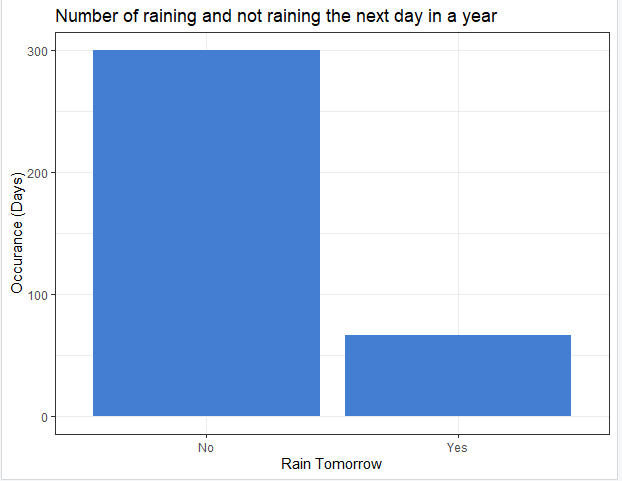 Number of raining and not raining the next day in a year
Occurance (Days)
300
200
100
0
No
Yes
Rain Tomorrow